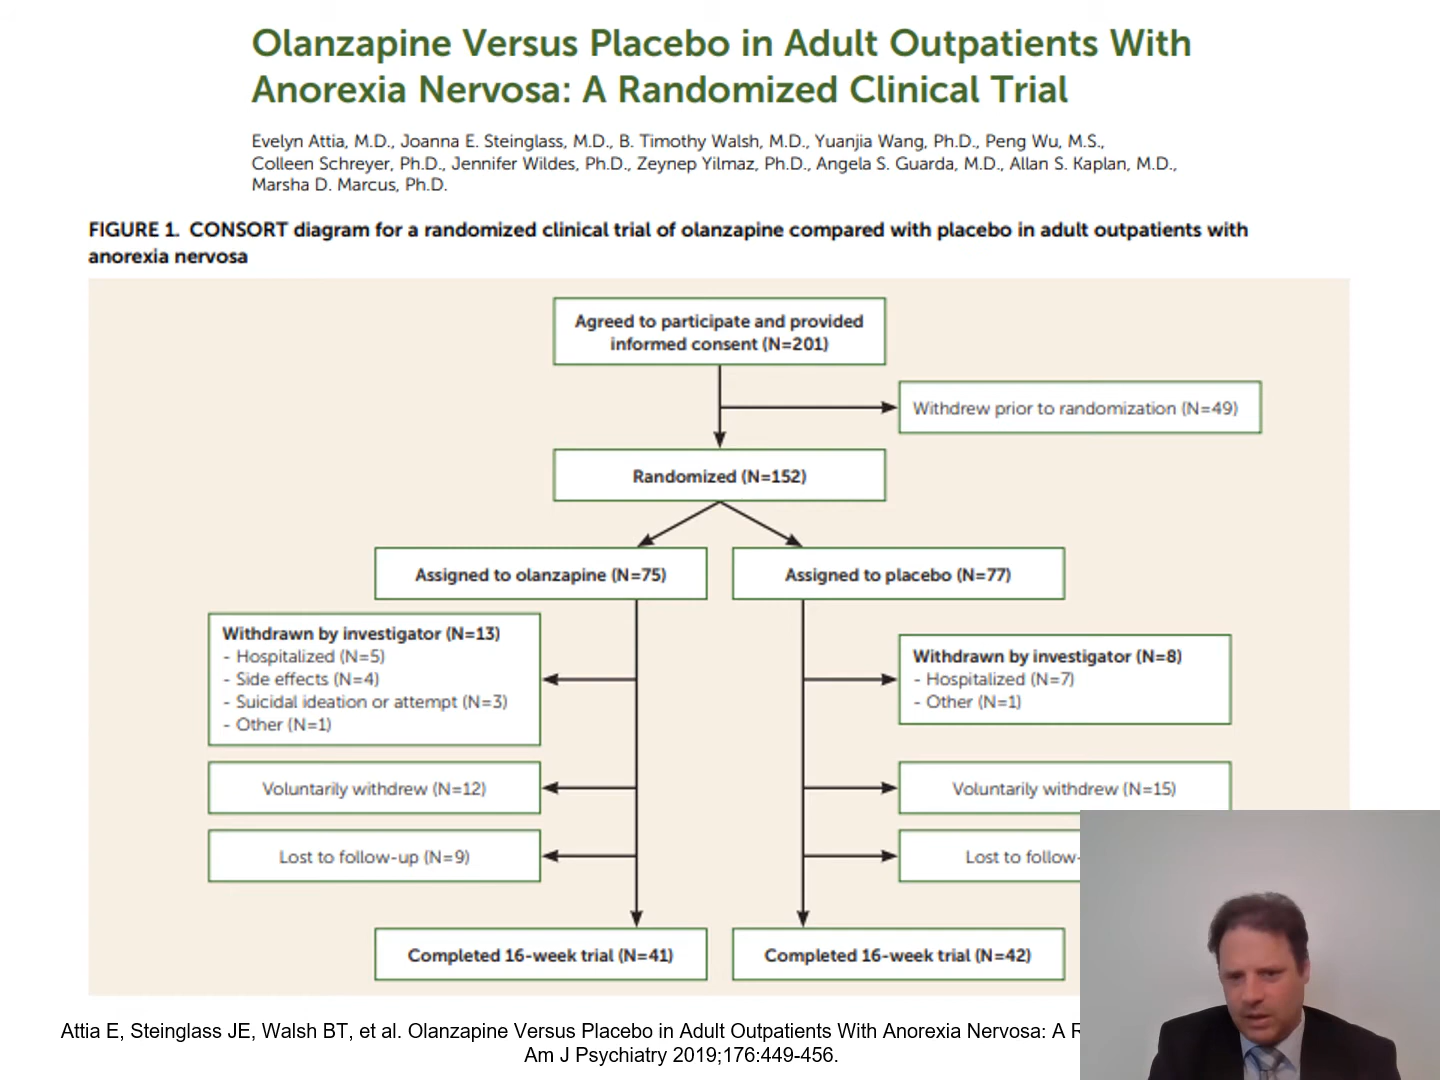 Olanzapine Versus Placebo in Adult Outpatients With
Anorexia Nervosa: A Randomized Clinical Trial
Evelyn Attia, M.D., Joanna E. Steinglass, M.D., B. Timothy Walsh, M.D., Yuanjia Wang, Ph.D., Peng Wu, M.S.,
Colleen Schreyer, Ph.D., Jennifer Wildes, Ph.D., Zeynep Yilmaz, Ph.D., Angela S. Guarda, M.D., Allan S. Kaplan, M.D.,
Marsha D. Marcus, Ph.D.
FIGURE 1. CONSORT diagram for a randomized clinical trial of olanzapine compared with placebo in adult outpatients with
anorexia nervosa
Agreed to participate and provided
informed consent (N=201)
Withdrew prior to randomization (N=49)
Randomized (N=152)
Assigned to olanzapine (N=75)
Assigned to placebo (N=77)
Withdrawn by investigator (N=13)
- Hospitalized (N=5)
- Side effects (N=4)
- Suicidal ideation or attempt (N=3)
- Other (N=1)
Withdrawn by investigator (N=8)
- Hospitalized (N=7)
- Other (N=1)
Voluntarily withdrew (N=12)
Voluntarily withdrew (N=15)
Lost to follow-up (N=9)
Lost to follow-
Completed 16-week trial (N=41)
Completed 16-week trial (N=42)
Attia E, Steinglass JE, Walsh BT, et al. Olanzapine Versus Placebo in Adult Outpatients With Anorexia Nervosa: A
Am J Psychiatry 2019;176:449-456.